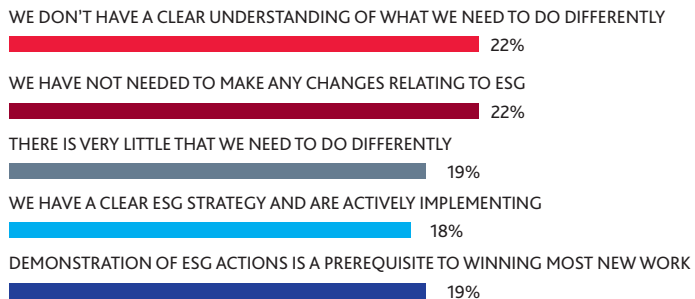 WE DON'T HAVE A CLEAR UNDERSTANDING OF WHAT WE NEED TO DO DIFFERENTLY
22%
WE HAVE NOT NEEDED TO MAKE ANY CHANGES RELATING TO ESG
22%
THERE IS VERY LITTLE THAT WE NEED TO DO DIFFERENTLY
19%
WE HAVE A CLEAR ESG STRATEGY AND ARE ACTIVELY IMPLEMENTING
18%
DEMONSTRATION OF ESG ACTIONS IS A PREREQUISITE TO WINNING MOST NEW WORK
19%